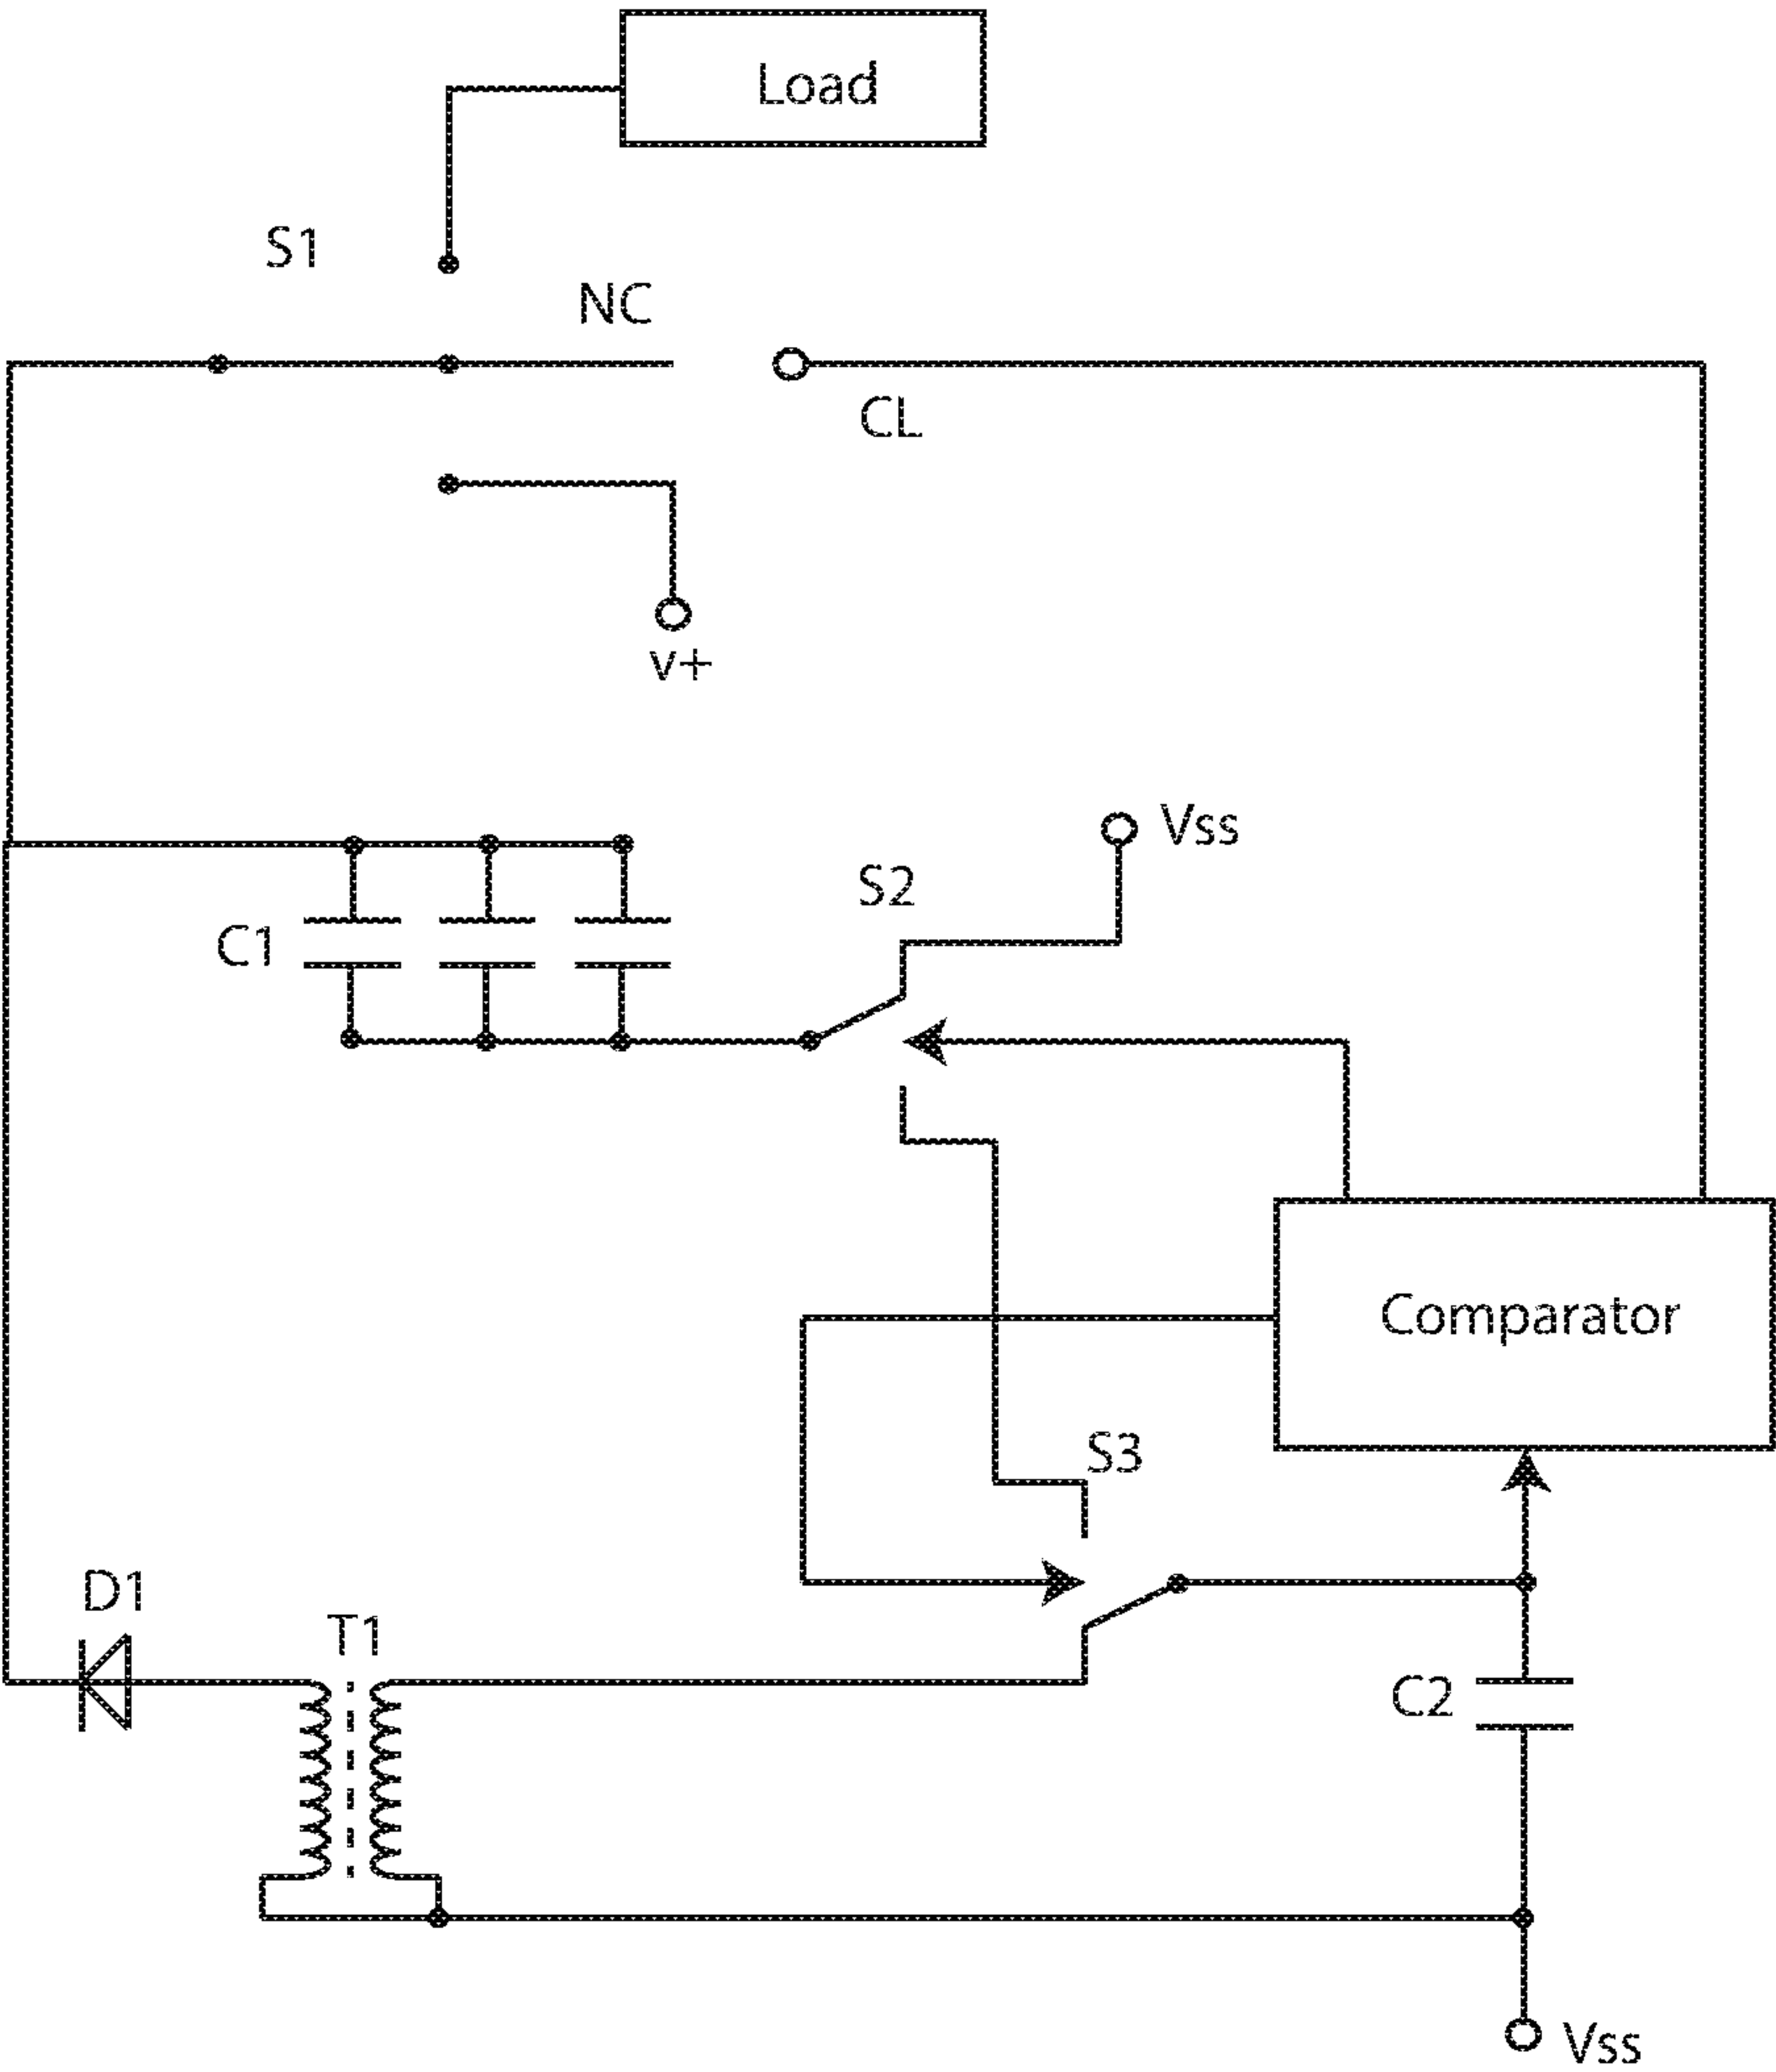 Load
S1
NC
CL
v+
Vss
S2
C1
Comparator
S3
D1
T1
C2
Vss